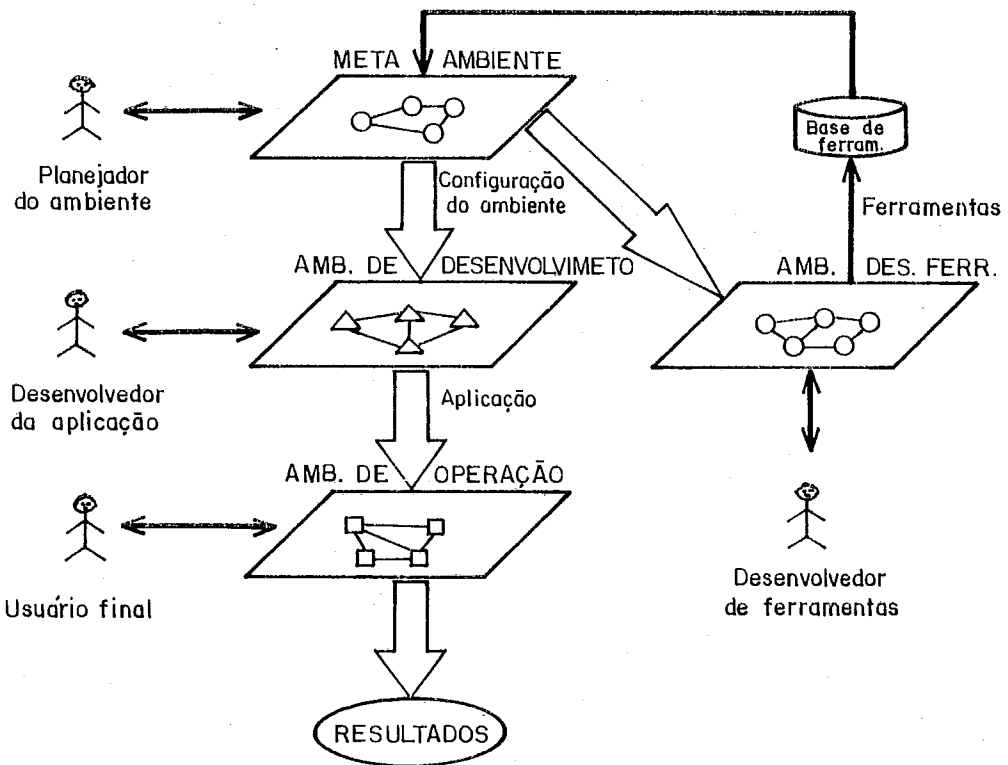 META AMBIENTE
Base de
ferram.
Planejador
do ambiente
Configuração
do ambiente
Ferramentas
AMB. DE DESENVOLVIMETO
AMB. DES. FERR.
Desenvolvedor
da aplicação
Aplicação
AMB. DE OPERAÇÃO
Usuário final
Desenvolvedor
de ferramentas
RESULTADOS